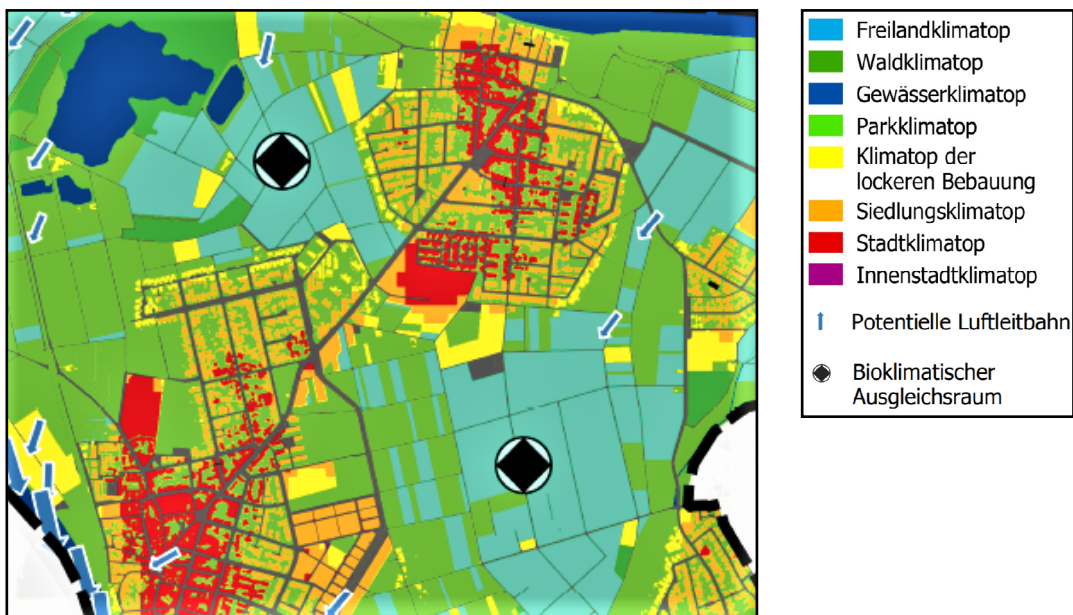 Freilandklimatop
Waldklimatop
Gewässerklimatop
Parkklimatop
Klimatop der
lockeren Bebauung
Siedlungsklimatop
Stadtklimatop
Innenstadtklimatop
Potentielle Luftleitbahn
Bioklimatischer
Ausgleichsraum